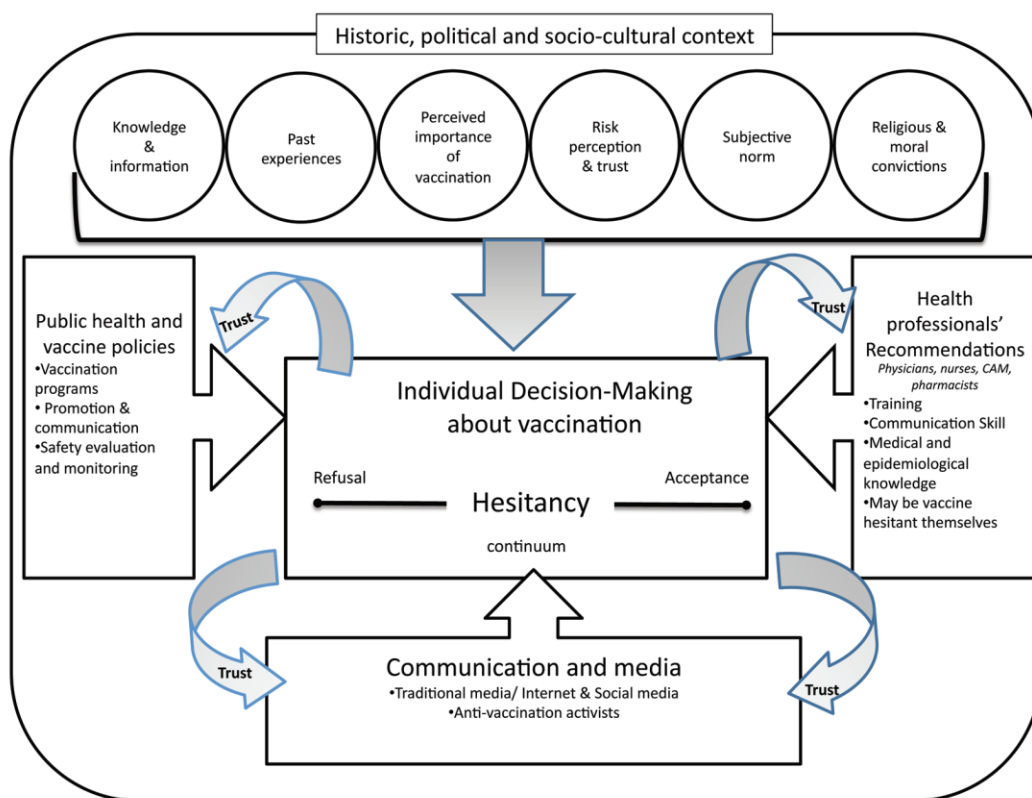 Historic, political and socio-cultural context
Knowledge
&
information
Past
experiences
Perceived
importance
of
vaccination
Risk
perception
& trust
Subjective
norm
Religious &
moral
convictions
Public health and
vaccine policies
•Vaccination
programs
• Promotion &
communication
•Safety evaluation
and monitoring
Trust
Trust
Health
professionals’
Recommendations
Physicians, nurses, CAM,
pharmacists
•Training
•Communication Skill
•Medical and
epidemiological
knowledge
•May be vaccine
hesitant themselves
Individual Decision-Making
about vaccination
Refusal
Acceptance
Hesitancy
continuum
Trust
Trust
Communication and media
•Traditional media/ Internet & Social media
•Anti-vaccination activists